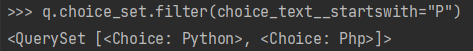 >>> q.choice_set.filter(choice_text__startswith="P")
<QuerySet [<Choice: Python>, <Choice: Php>]>